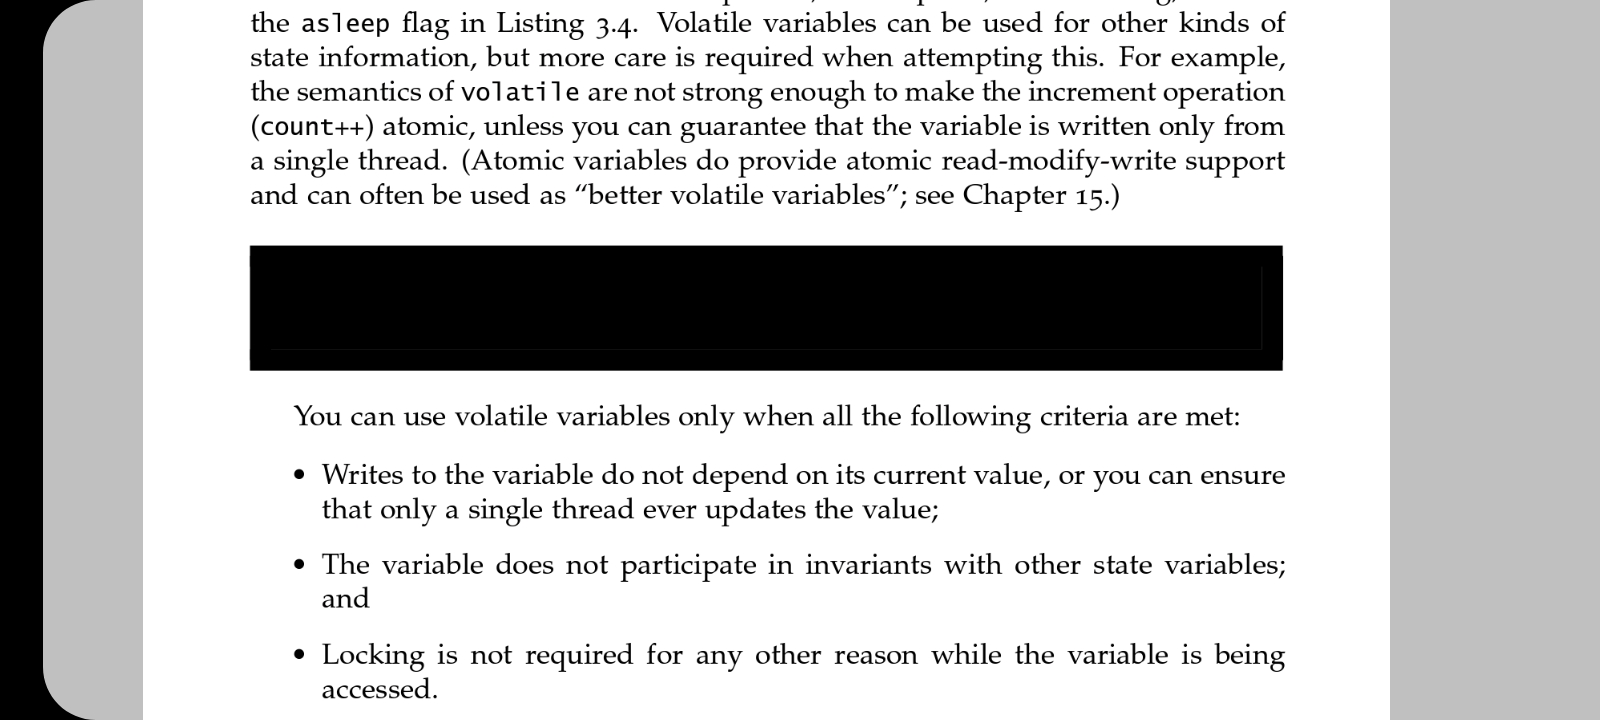 the asleep flag in Listing 3.4. Volatile variables can be used for other kinds of
state information, but more care is required when attempting this. For example,
the semantics of volatile are not strong enough to make the increment operation
(count++) atomic, unless you can guarantee that the variable is written only from
a single thread. (Atomic variables do provide atomic read-modify-write support
and can often be used as “better volatile variables”; see Chapter 15.)
You can use volatile variables only when all the following criteria are met:
• Writes to the variable do not depend on its current value, or you can ensure
that only a single thread ever updates the value;
• The variable does not participate in invariants with other state variables;
and
• Locking is not required for any other reason while the variable is being
accessed.